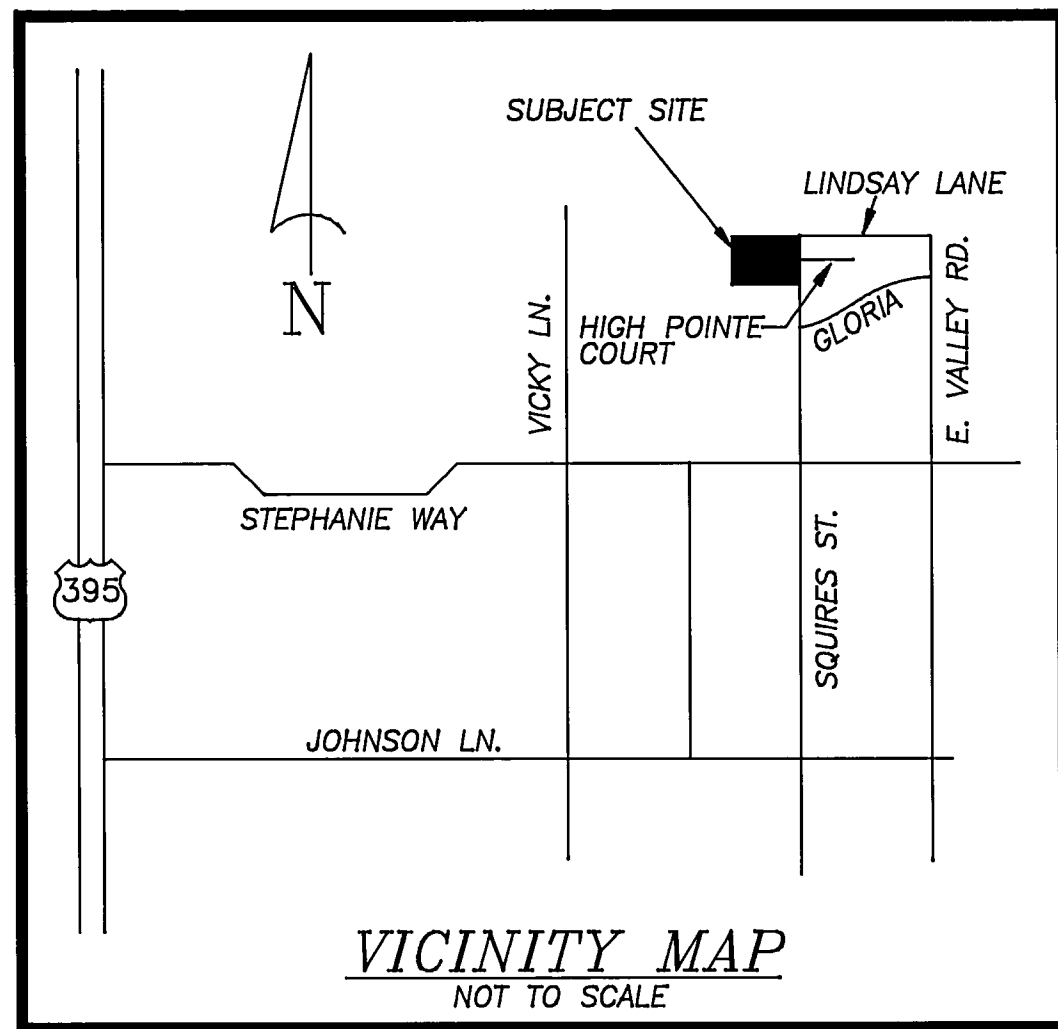 SUBJECT SITE
LINDSAY LANE
N
HIGH POINTE
COURT
GLORIA
VICKY LN.
E. VALLEY RD.
STEPHANIE WAY
395
SQUIRES ST.
JOHNSON LN.
VICINITY MAP
NOT TO SCALE